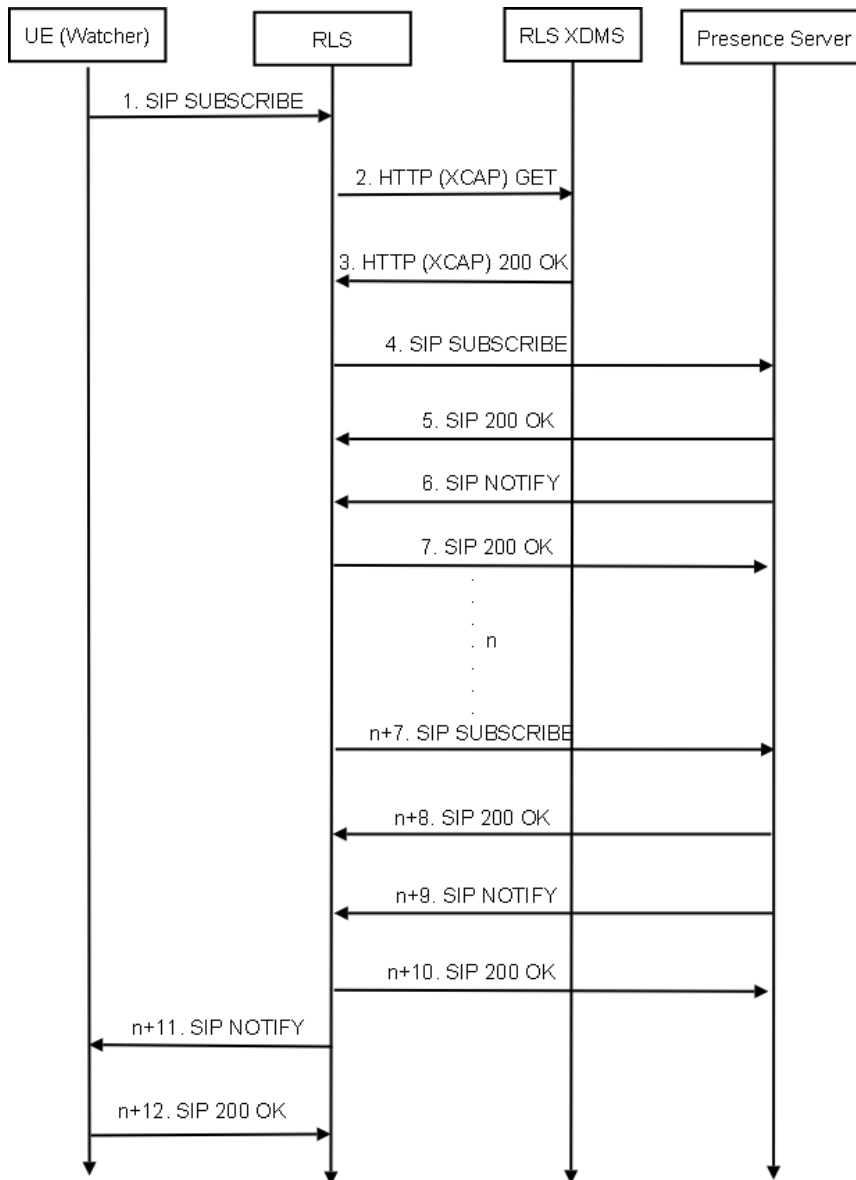 UE (Watcher)
RLS
RLS XDMS
Presence Server
1. SIP SUBSCRIBE
2. HTTP (XCAP) GET
3. HTTP (XCAP) 200 OK
4. SIP SUBSCRIBE
5. SIP 200 OK
6. SIP NOTIFY
7. SIP 200 OK
n
n+7. SIP SUBSCRIBE
n+8. SIP 200 OK
n+9. SIP NOTIFY
n+10. SIP 200 OK
n+11. SIP NOTIFY
n+12. SIP 200 OK